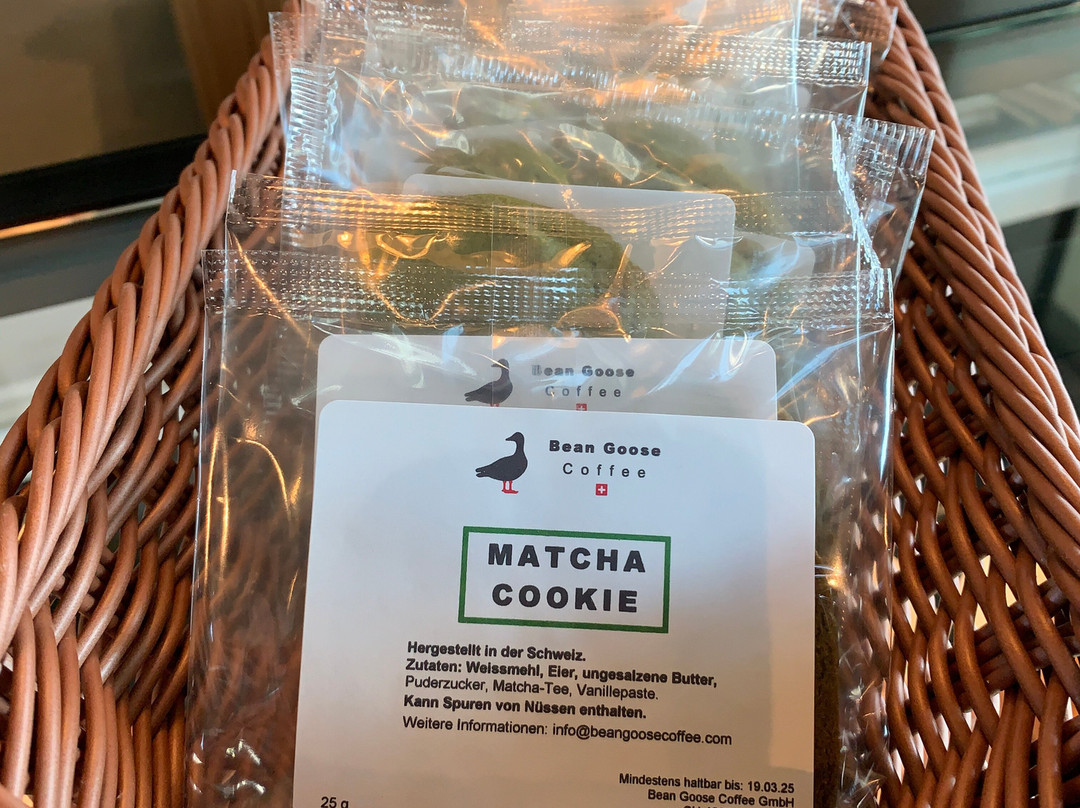 Bean Goose
Coffee
Bean Goose
Coffee
MATCHA
COOKIE
Hergestellt in der Schweiz.
Zutaten: Weissmehl, Eier, ungesalzene Butter,
Puderzucker, Matcha-Tee, Vanillepaste.
Kann Spuren von Nüssen enthalten.
Weitere Informationen: info@beangoosecoffee.com
Mindestens haltbar bis: 19.03.25
25 g
Bean Goose Coffee GmbH